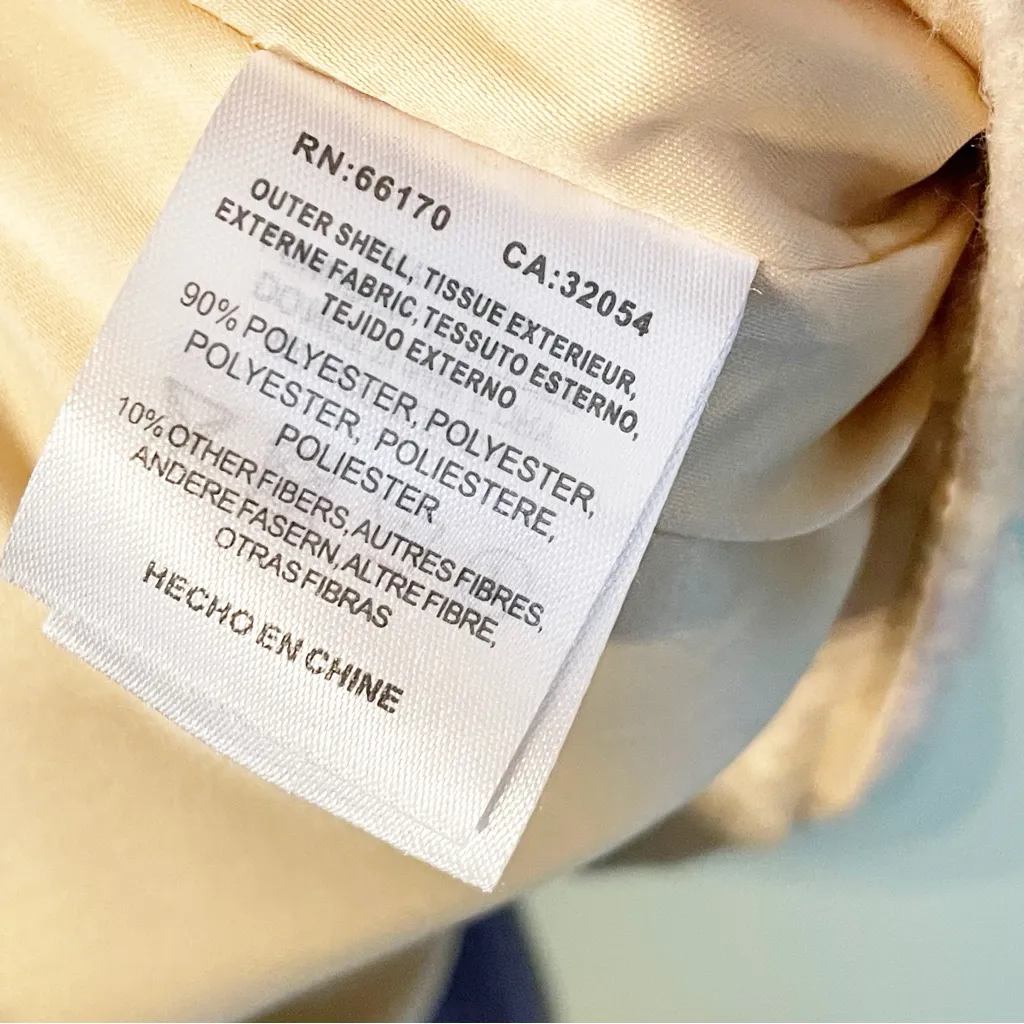 RN:66170 CA:32054
OUTER SHELL, TISSUE EXTERIEUR,
EXTERNE FABRIC, TESSUTO ESTERNO,
TEJIDO EXTERNO
90% POLYESTER, POLYESTER,
POLYESTER, POLIESTERE,
POLIESTER
10% OTHER FIBERS, AUTRES FIBRES,
ANDERE FASERN, ALTRE FIBRE,
OTRAS FIBRAS
HECHO EN CHINE